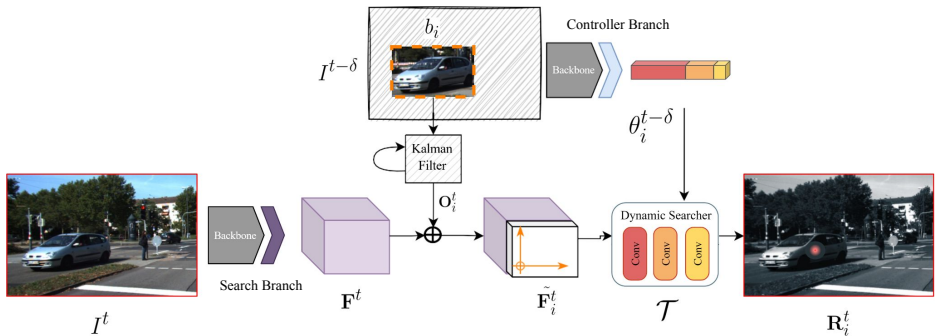 b_i
Controller Branch
I^{t-δ}
Backbone
θ_i^{t-δ}
Kalman
Filter
O_i^t
Dynamic Searcher
Backbone
Conv
Conv
Conv
Search Branch
F^t
F̃_i^t
𝒯
R_i^t
I^t